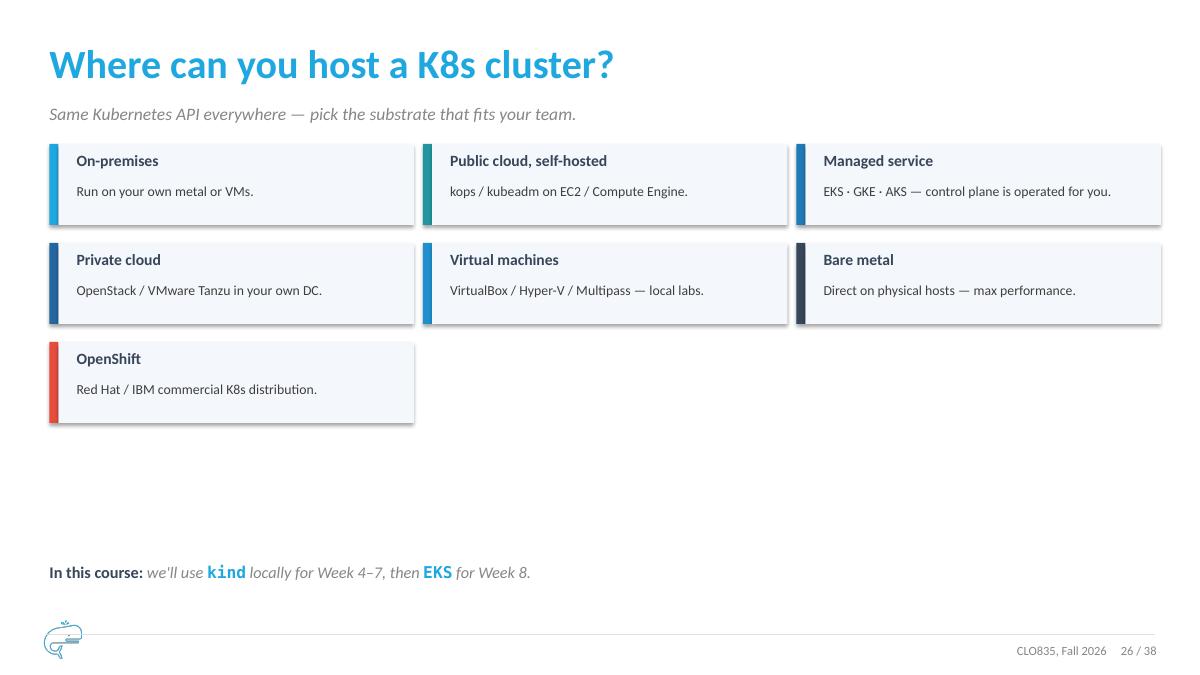 Where can you host a K8s cluster?
Same Kubernetes API everywhere — pick the substrate that fits your team.
On-premises
Run on your own metal or VMs.
Public cloud, self-hosted
kops / kubeadm on EC2 / Compute Engine.
Managed service
EKS · GKE · AKS — control plane is operated for you.
Private cloud
OpenStack / VMware Tanzu in your own DC.
Virtual machines
VirtualBox / Hyper-V / Multipass — local labs.
Bare metal
Direct on physical hosts — max performance.
OpenShift
Red Hat / IBM commercial K8s distribution.
In this course: we'll use kind locally for Week 4–7, then EKS for Week 8.
CLO835, Fall 2026 26 / 38